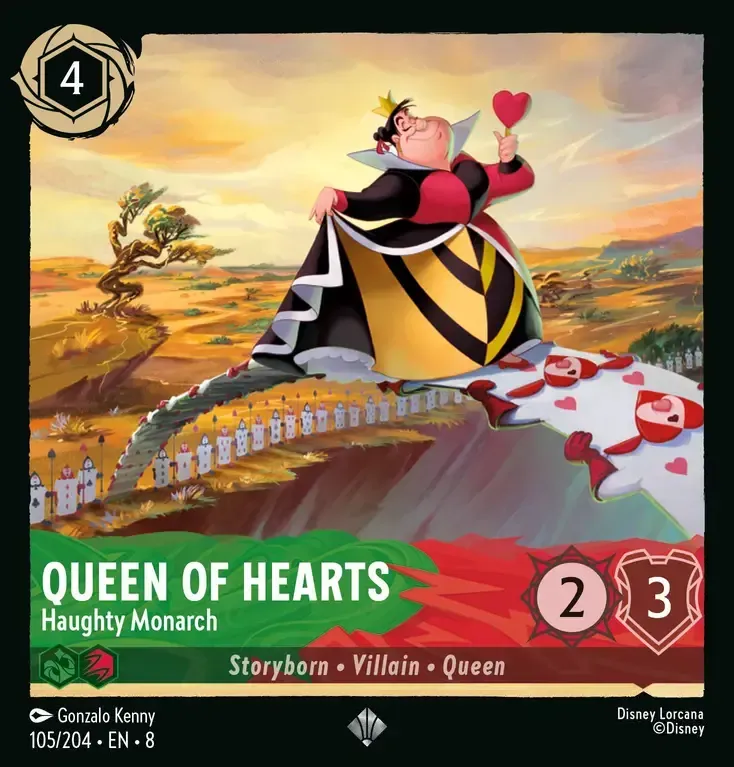 4
QUEEN OF HEARTS
Haughty Monarch
2
3
Storyborn • Villain • Queen
Gonzalo Kenny
105/204 • EN • 8
Disney Lorcana
©Disney